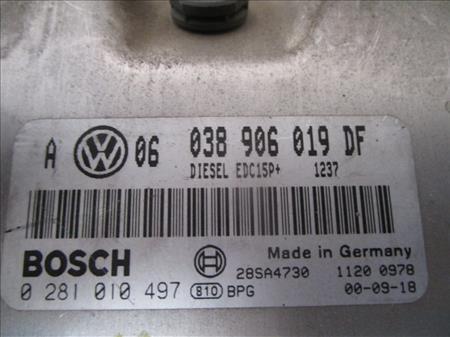 A VW 06 038 906 019 DF
DIESEL EDC15P+ 1237
BOSCH
Made in Germany
28SA4730 1120 0978
0 281 010 497 810 BPG 00-09-18